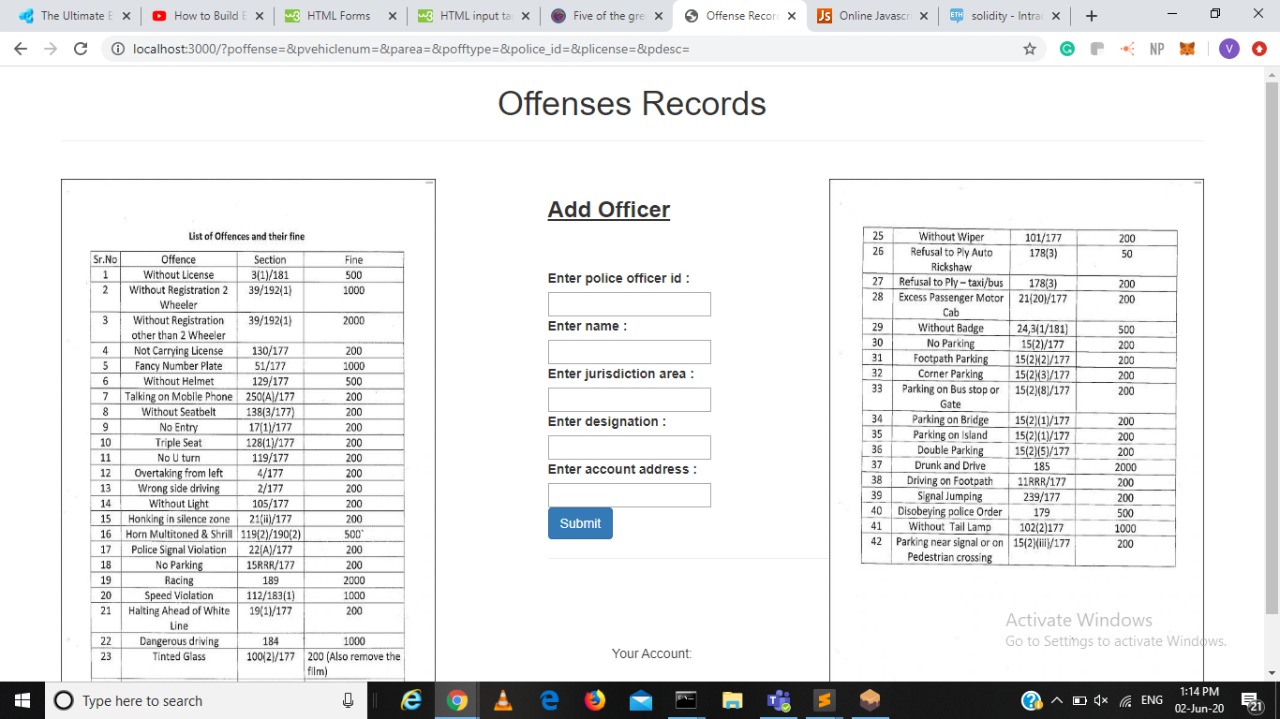 The Ultimate E
How to Build E
HTML Forms
HTML input ta
Five of the gre
Offense Recor
Online Javascr
solidity - Intrac
localhost:3000/?poffense=&pvehiclenum=&parea=&pofftype=&police_id=&plicense=&pdesc=
NP
V
Offenses Records
List of Offences and their fine
Sr.No Offence Section Fine
1 Without License 3(1)/181 500
2 Without Registration 2 Wheeler 39/192(1) 1000
3 Without Registration other than 2 Wheeler 39/192(1) 2000
4 Not Carrying License 130/177 200
5 Fancy Number Plate 51/177 1000
6 Without Helmet 129/177 500
7 Talking on Mobile Phone 250(A)/177 200
8 Without Seatbelt 138(3/177) 200
9 No Entry 17(1)/177 200
10 Triple Seat 128(1)/177 200
11 No U turn 119/177 200
12 Overtaking from left 4/177 200
13 Wrong side driving 2/177 200
14 Without Light 105/177 200
15 Honking in silence zone 21(ii)/177 200
16 Horn Multitoned & Shrill 119(2)/190(2) 500
17 Police Signal Violation 22(A)/177 200
18 No Parking 15RRR/177 200
19 Racing 189 2000
20 Speed Violation 112/183(1) 1000
21 Halting Ahead of White Line 19(1)/177 200
22 Dangerous driving 184 1000
23 Tinted Glass 100(2)/177 200 (Also remove the film)
Add Officer
Enter police officer id :
Enter name :
Enter jurisdiction area :
Enter designation :
Enter account address :
Submit
Your Account:
25 Without Wiper 101/177 200
26 Refusal to Ply Auto Rickshaw 178(3) 50
27 Refusal to Ply – taxi/bus 178(3) 200
28 Excess Passenger Motor Cab 21(20)/177 200
29 Without Badge 24,3(1/181) 500
30 No Parking 15(2)/177 200
31 Footpath Parking 15(2)(2)/177 200
32 Corner Parking 15(2)(3)/177 200
33 Parking on Bus stop or Gate 15(2)(8)/177 200
34 Parking on Bridge 15(2)(1)/177 200
35 Parking on Island 15(2)(1)/177 200
36 Double Parking 15(2)(5)/177 200
37 Drunk and Drive 185 2000
38 Driving on Footpath 11RRR/177 200
39 Signal Jumping 239/177 200
40 Disobeying police Order 179 500
41 Without Tail Lamp 102(2)177 1000
42 Parking near signal or on Pedestrian crossing 15(2)(iii)/177 200
Activate Windows
Go to Settings to activate Windows.
Type here to search
ENG
1:14 PM
02-Jun-20
21